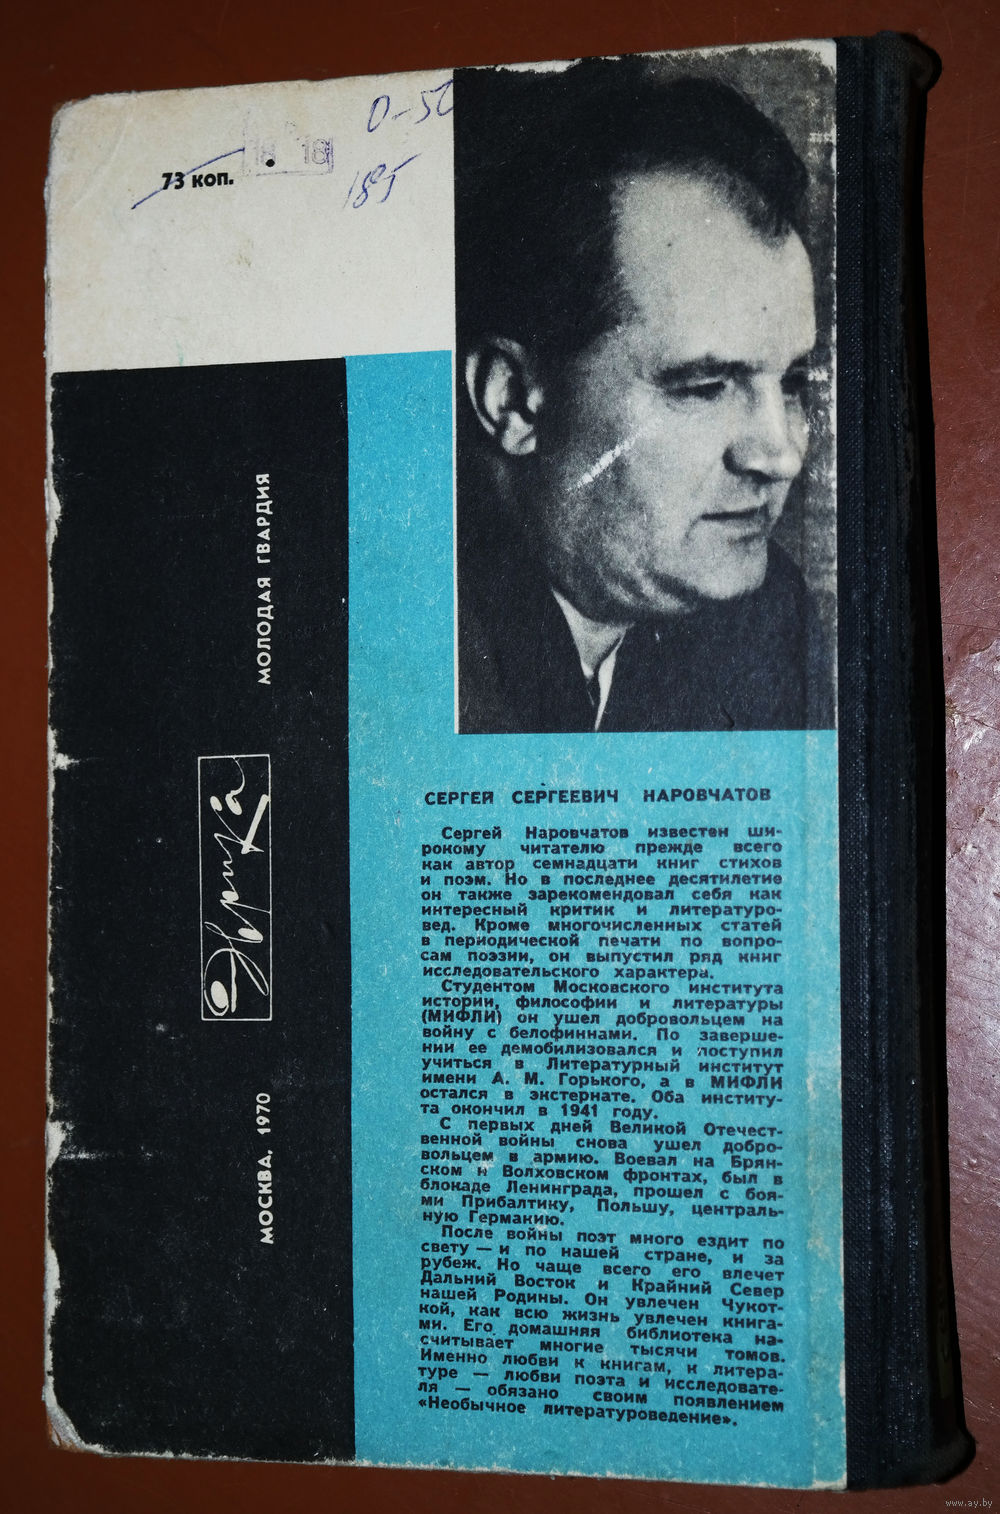 О-50
18 18
73 коп.
185
МОЛОДАЯ ГВАРДИЯ
Эврика
МОСКВА, 1970
СЕРГЕЙ СЕРГЕЕВИЧ НАРОВЧАТОВ
Сергей Наровчатов известен ши-
рокому читателю прежде всего
как автор семнадцати книг стихов
и поэм. Но в последнее десятилетие
он также зарекомендовал себя как
интересный критик и литературо-
вед. Кроме многочисленных статей
в периодической печати по вопро-
сам поэзии, он выпустил ряд книг
исследовательского характера.
Студентом Московского института
истории, философии и литературы
(МИФЛИ) он ушел добровольцем на
войну с белофиннами. По заверше-
нии ее демобилизовался и поступил
учиться в Литературный институт
имени А. М. Горького, а в МИФЛИ
остался в экстернате. Оба институ-
та окончил в 1941 году.
С первых дней Великой Отечест-
венной войны снова ушел добро-
вольцем в армию. Воевал на Брян-
ском и Волховском фронтах, был в
блокаде Ленинграда, прошел с боя-
ми Прибалтику, Польшу, централь-
ную Германию.
После войны поэт много ездит по
свету — и по нашей стране, и за
рубеж. Но чаще всего его влечет
Дальний Восток и Крайний Север
нашей Родины. Он увлечен Чукот-
кой, как всю жизнь увлечен книга-
ми. Его домашняя библиотека на-
считывает многие тысячи томов.
Именно любви к книгам, к литера-
туре — любви поэта и исследовате-
ля — обязано своим появлением
«Необычное литературоведение».
www.ay.by